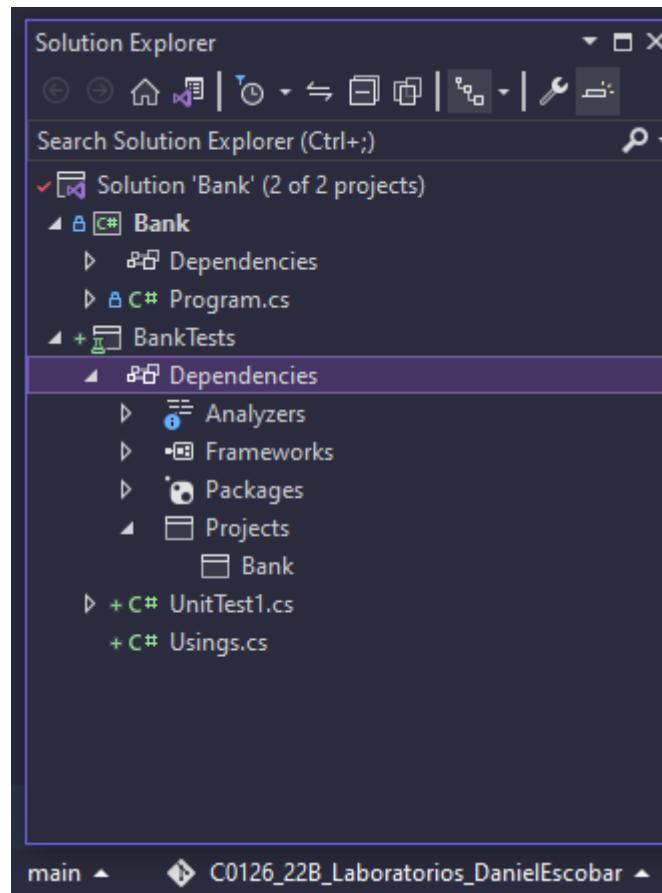 Solution Explorer
Search Solution Explorer (Ctrl+;)
Solution 'Bank' (2 of 2 projects)
C# Bank
Dependencies
C# Program.cs
BankTests
Dependencies
Analyzers
Frameworks
Packages
Projects
Bank
C# UnitTest1.cs
C# Usings.cs
main C0126_22B_Laboratorios_DanielEscobar